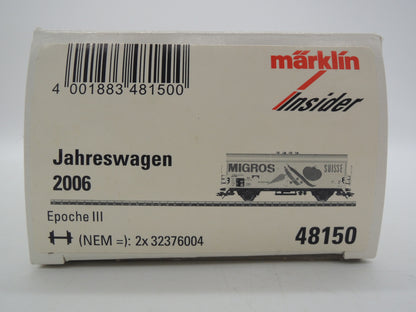 4 001883 481500
märklin
Insider
Jahreswagen
2006
MIGROS SUISSE
Epoche III
(NEM =): 2x 32376004
48150